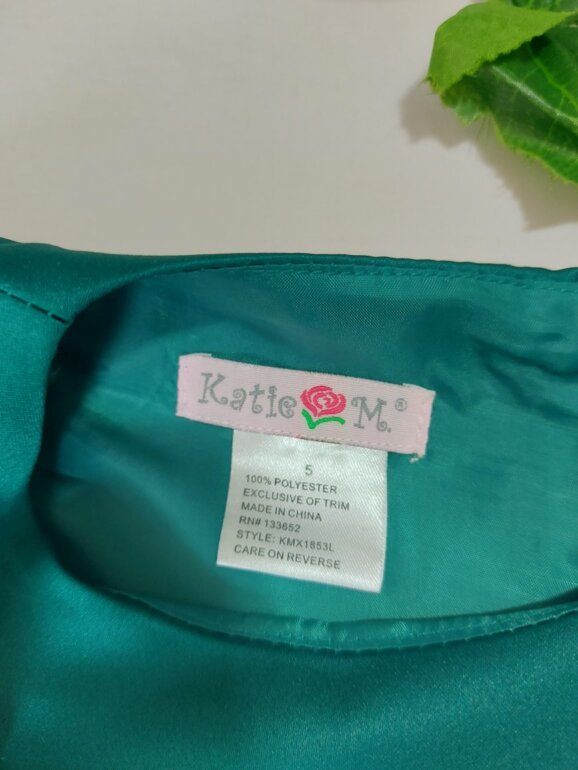 Katie M.®
5
100% POLYESTER
EXCLUSIVE OF TRIM
MADE IN CHINA
RN# 133652
STYLE: KMX1853L
CARE ON REVERSE